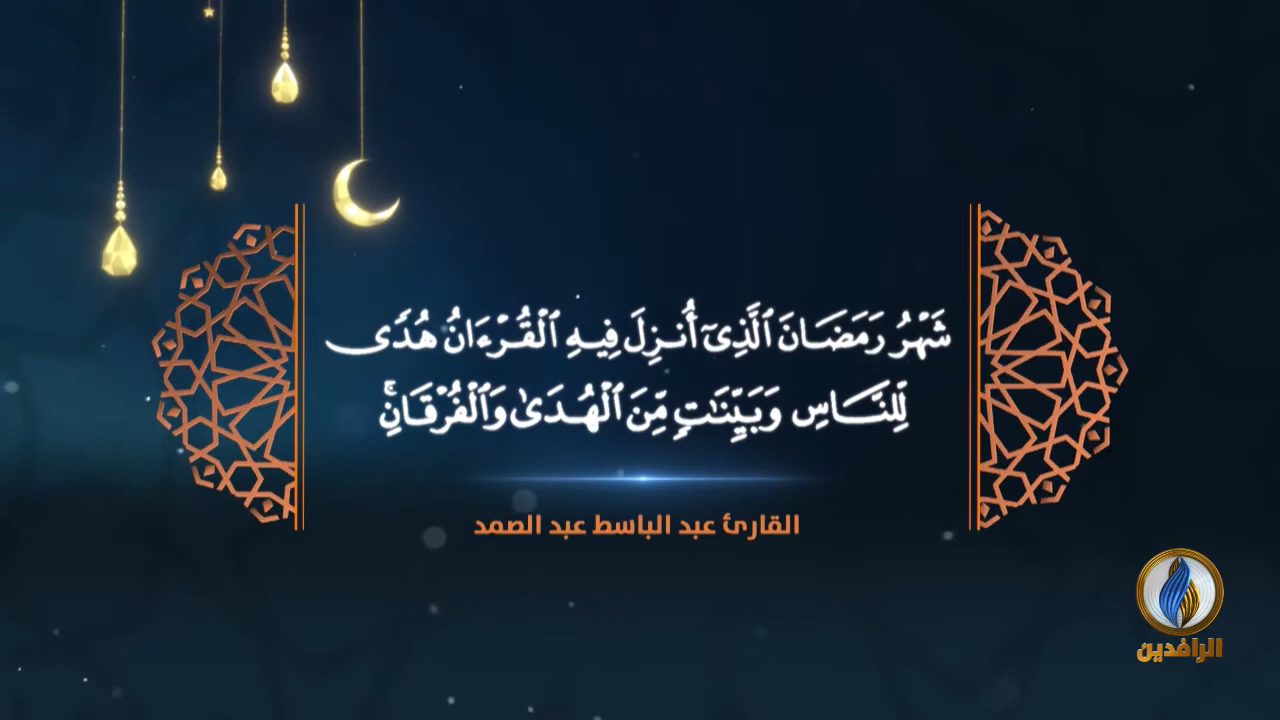 شَهْرُ رَمَضَانَ ٱلَّذِىٓ أُنزِلَ فِيهِ ٱلْقُرْءَانُ هُدًى
لِّلنَّاسِ وَبَيِّنَٰتٍ مِّنَ ٱلْهُدَىٰ وَٱلْفُرْقَانِۚ
القارئ عبد الباسط عبد الصمد
الرافدين